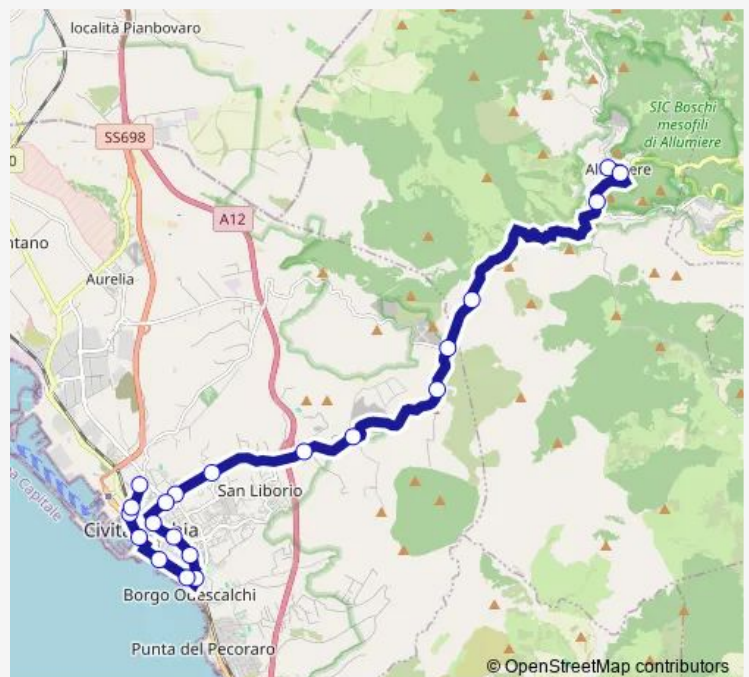 località Pianbovaro
SS698
SIC Boschi
mesofili
di Allumiere
A12
Aurelia
San Liborio
Borgo Odescalchi
Punta del Pecoraro
© OpenStreetMap contributors